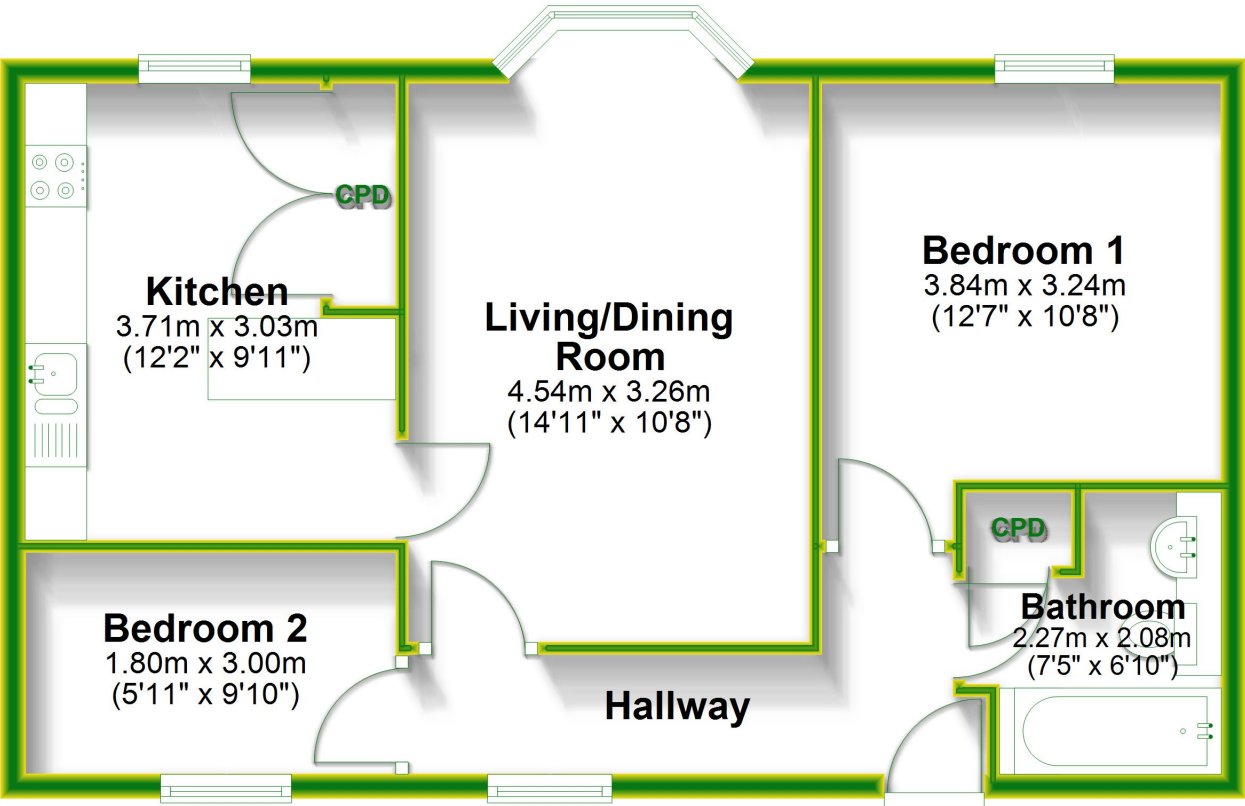 CPD
Kitchen
3.71m x 3.03m
(12'2" x 9'11")
Living/Dining
Room
4.54m x 3.26m
(14'11" x 10'8")
Bedroom 1
3.84m x 3.24m
(12'7" x 10'8")
CPD
Bathroom
2.27m x 2.08m
(7'5" x 6'10")
Bedroom 2
1.80m x 3.00m
(5'11" x 9'10")
Hallway